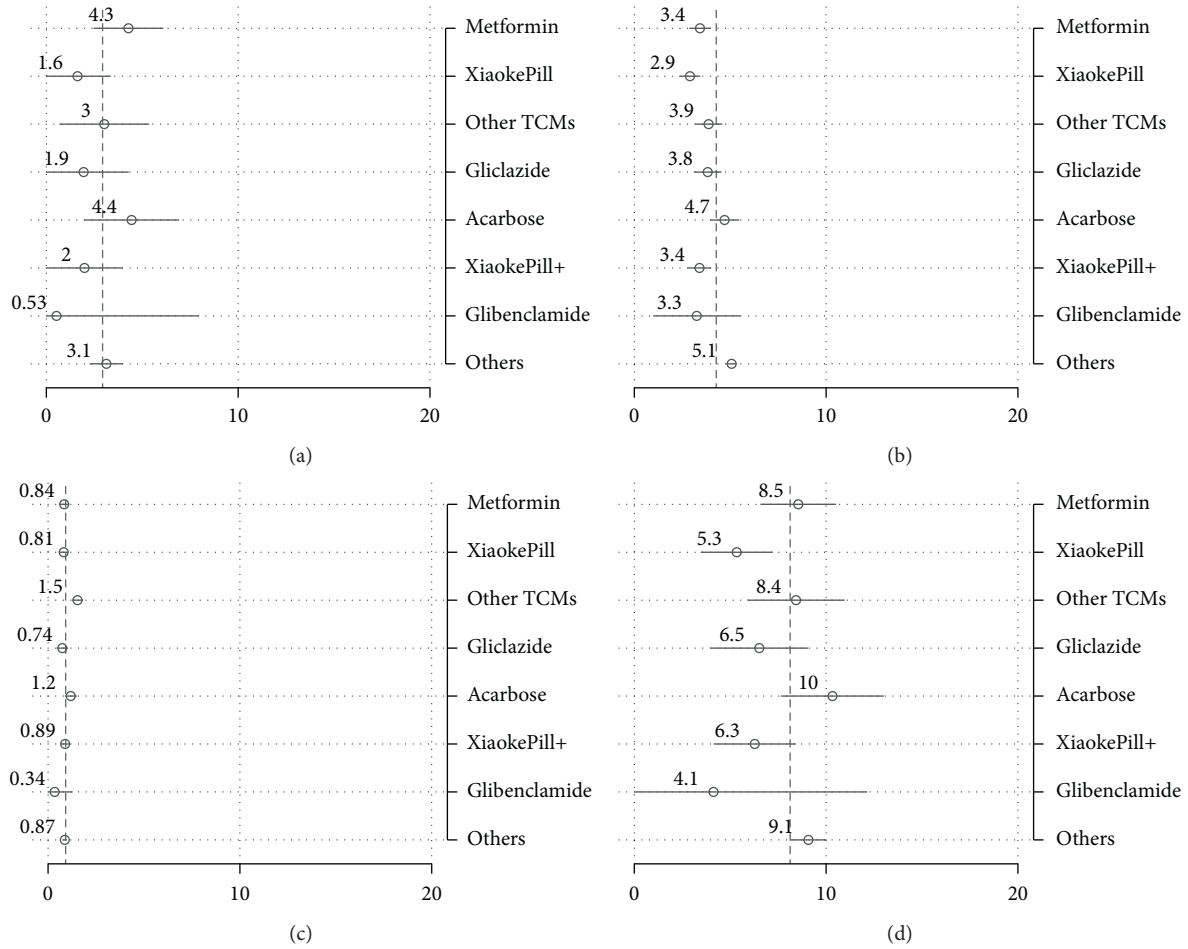 4.3 Metformin
1.6 XiaokePill
3 Other TCMs
1.9 Gliclazide
4.4 Acarbose
2 XiaokePill+
0.53 Glibenclamide
3.1 Others
0 10 20
(a)
3.4 Metformin
2.9 XiaokePill
3.9 Other TCMs
3.8 Gliclazide
4.7 Acarbose
3.4 XiaokePill+
3.3 Glibenclamide
5.1 Others
0 10 20
(b)
0.84 Metformin
0.81 XiaokePill
1.5 Other TCMs
0.74 Gliclazide
1.2 Acarbose
0.89 XiaokePill+
0.34 Glibenclamide
0.87 Others
0 10 20
(c)
8.5 Metformin
5.3 XiaokePill
8.4 Other TCMs
6.5 Gliclazide
10 Acarbose
6.3 XiaokePill+
4.1 Glibenclamide
9.1 Others
0 10 20
(d)